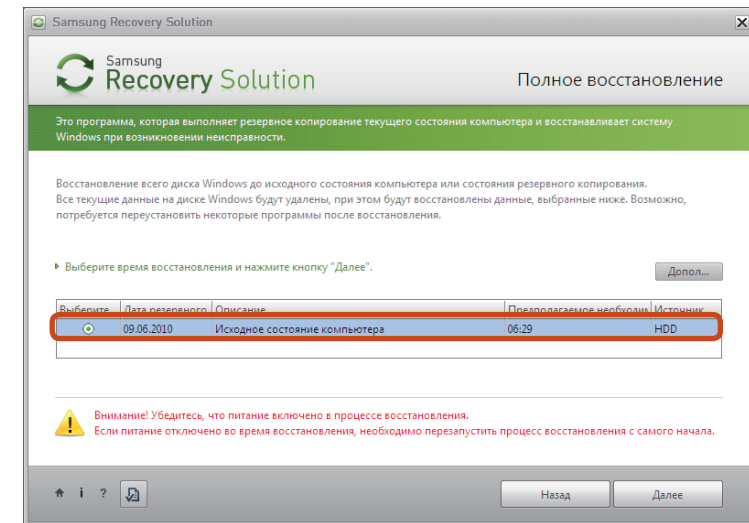 Samsung Recovery Solution
Samsung
Recovery Solution
Полное восстановление
Это программа, которая выполняет резервное копирование текущего состояния компьютера и восстанавливает систему
Windows при возникновении неисправности.
Восстановление всего диска Windows до исходного состояния компьютера или состояния резервного копирования.
Все текущие данные на диске Windows будут удалены, при этом будут восстановлены данные, выбранные ниже. Возможно,
потребуется переустановить некоторые программы после восстановления.
Выберите время восстановления и нажмите кнопку "Далее".
Допол...
Выберите Дата резервного Описание Предполагаемое необходим Источник
09.06.2010 Исходное состояние компьютера 06:29 HDD
Внимание! Убедитесь, что питание включено в процессе восстановления.
Если питание отключено во время восстановления, необходимо перезапустить процесс восстановления с самого начала.
i ? Назад Далее